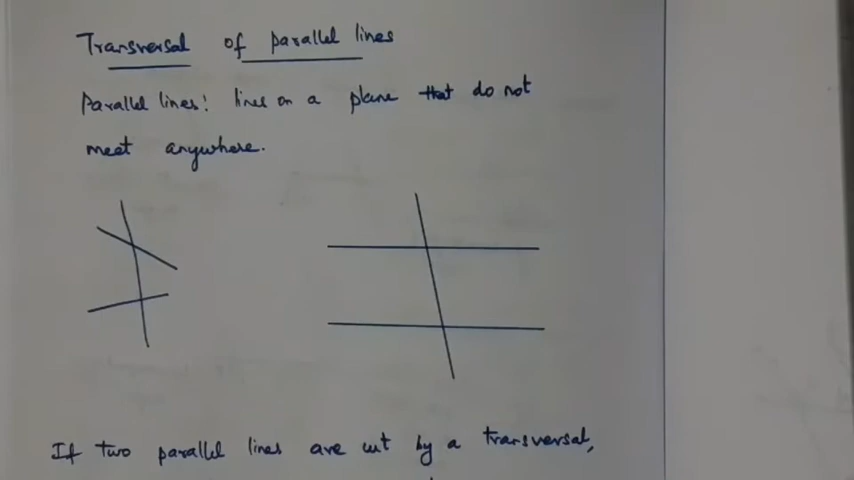 Transversal of parallel lines
Parallel lines: lines on a plane that do not
meet anywhere.
If two parallel lines are cut by a transversal,